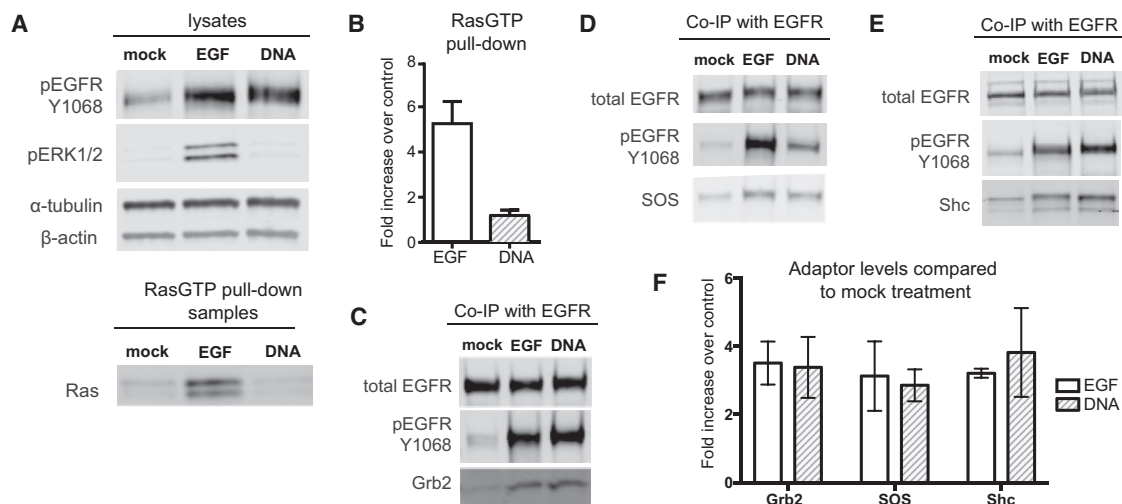 A
lysates
mock EGF DNA
pEGFR
Y1068
pERK1/2
α-tubulin
β-actin
RasGTP pull-down
samples
mock EGF DNA
Ras
B
RasGTP
pull-down
Fold increase over control
8
6
4
2
0
EGF DNA
C
Co-IP with EGFR
mock EGF DNA
total EGFR
pEGFR
Y1068
Grb2
D
Co-IP with EGFR
mock EGF DNA
total EGFR
pEGFR
Y1068
SOS
E
Co-IP with EGFR
mock EGF DNA
total EGFR
pEGFR
Y1068
Shc
F
Adaptor levels compared
to mock treatment
Fold increase over control
6
4
2
0
Grb2 SOS Shc
EGF
DNA